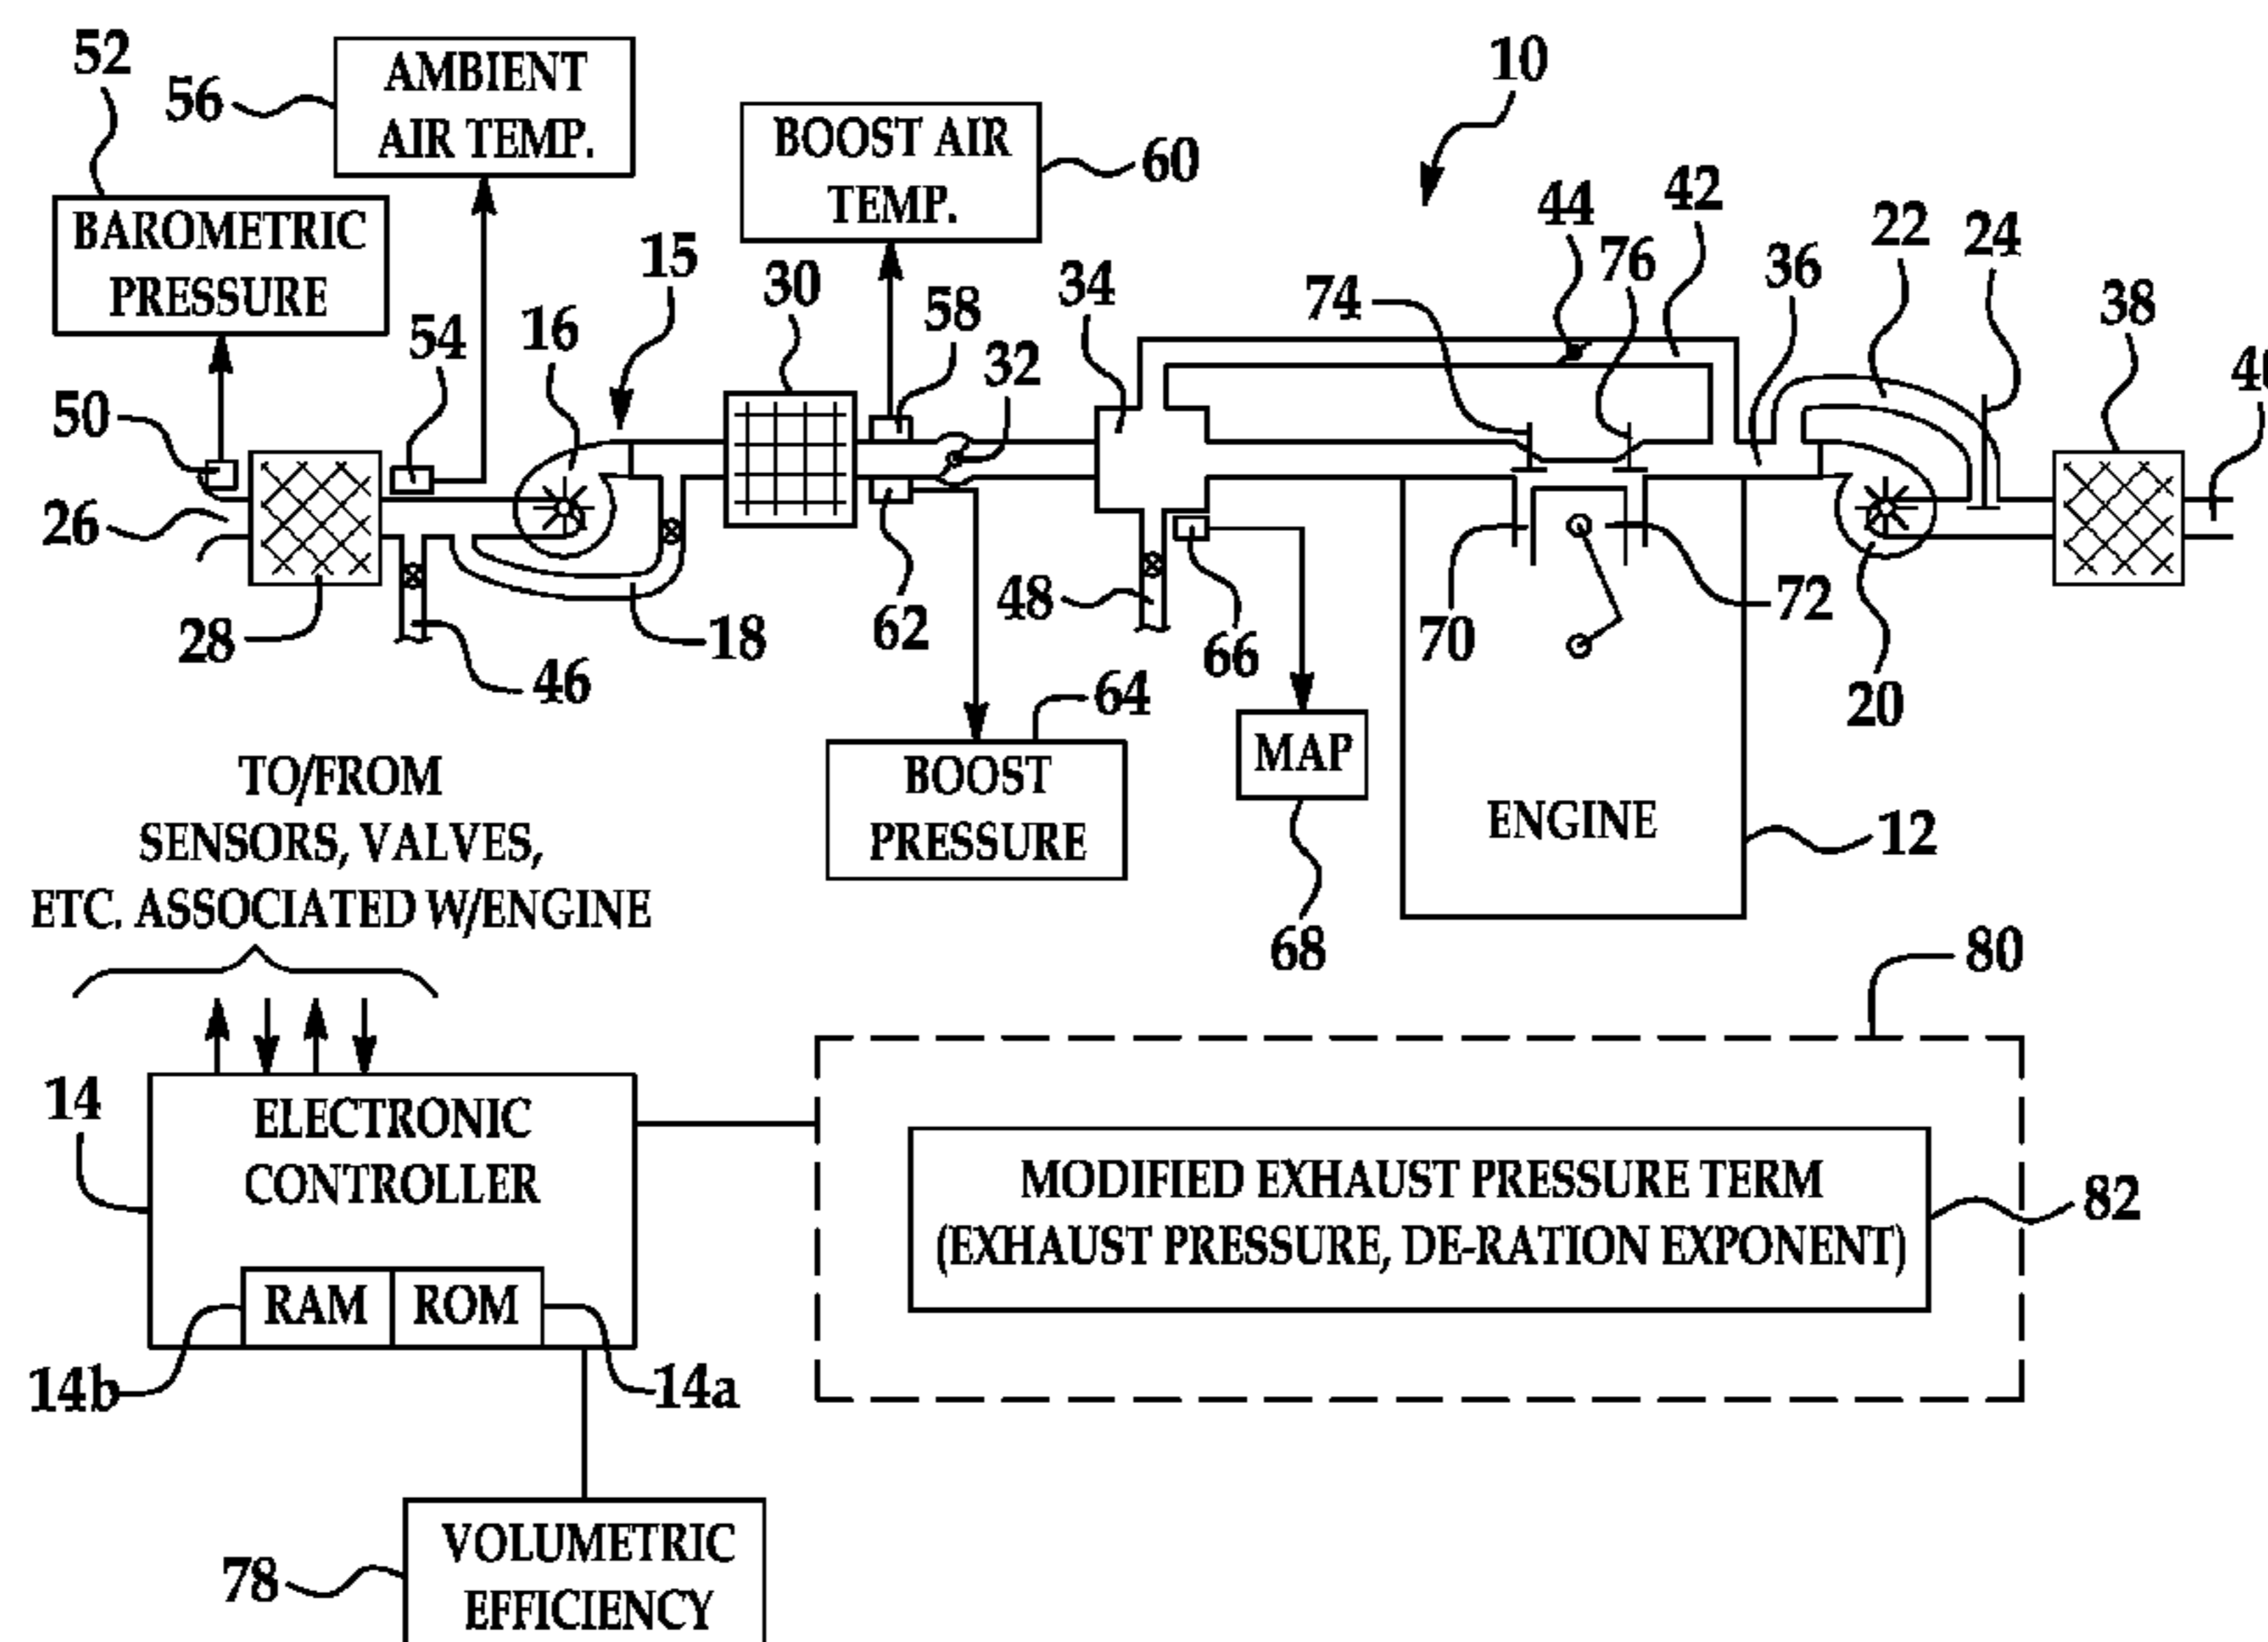 52
56
AMBIENT
AIR TEMP.
10
BOOST AIR
TEMP.
60
BAROMETRIC
PRESSURE
15
30
58
54
16
32
34
44
42
76
74
36
22
24
38
50
26
28
46
18
62
48
66
70
72
20
64
MAP
68
BOOST
PRESSURE
ENGINE
12
TO/FROM
SENSORS, VALVES,
ETC. ASSOCIATED W/ENGINE
80
14
ELECTRONIC
CONTROLLER
RAM
ROM
14b
14a
MODIFIED EXHAUST PRESSURE TERM
(EXHAUST PRESSURE, DE-RATION EXPONENT)
82
78
VOLUMETRIC
EFFICIENCY